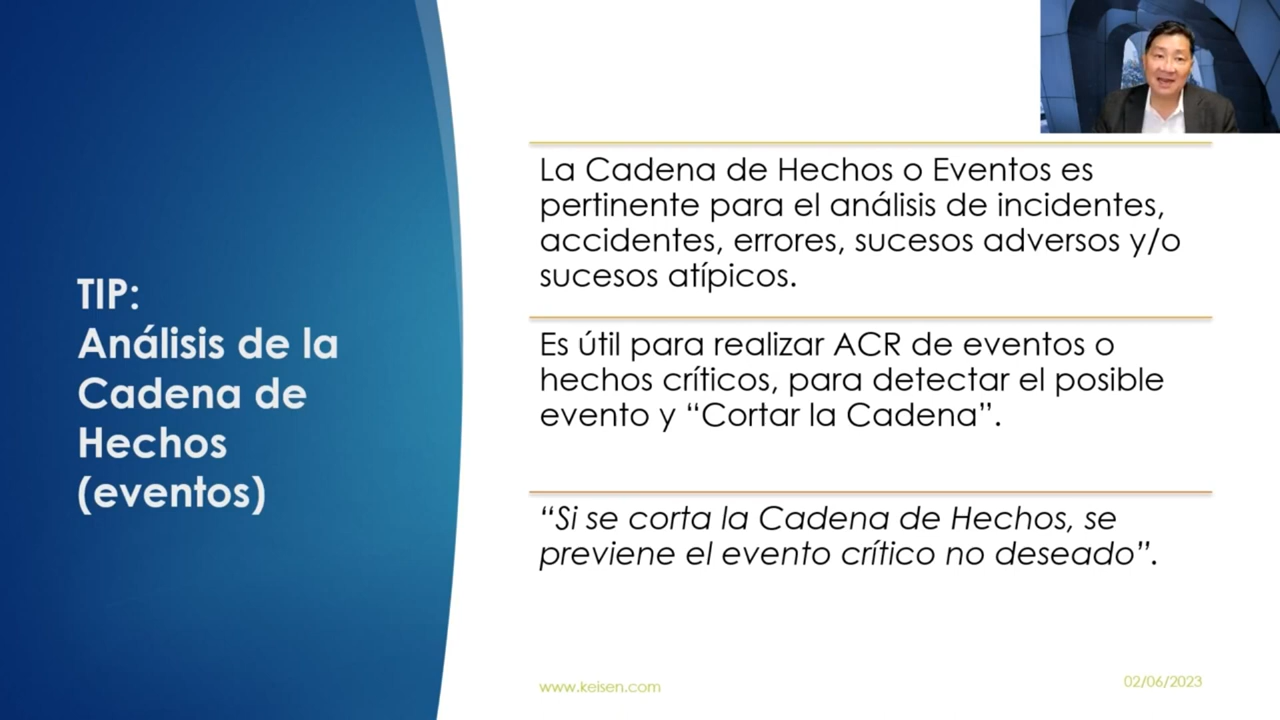 TIP:
Análisis de la
Cadena de
Hechos
(eventos)
La Cadena de Hechos o Eventos es
pertinente para el análisis de incidentes,
accidentes, errores, sucesos adversos y/o
sucesos atípicos.
Es útil para realizar ACR de eventos o
hechos críticos, para detectar el posible
evento y “Cortar la Cadena”.
“Si se corta la Cadena de Hechos, se
previene el evento crítico no deseado”.
www.keisen.com
02/06/2023